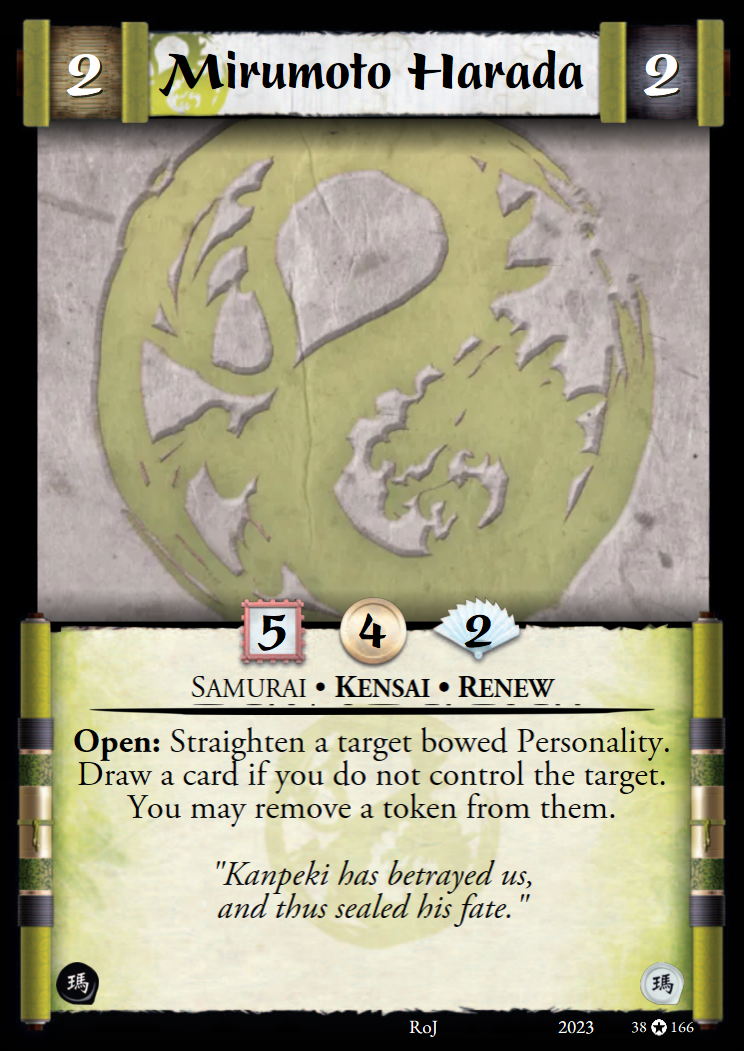 2 Mirumoto Harada 2
5 4 2
Samurai • Kensai • Renew
Open: Straighten a target bowed Personality.
Draw a card if you do not control the target.
You may remove a token from them.
"Kanpeki has betrayed us,
and thus sealed his fate."
瑪 瑪
RoJ 2023 38 166